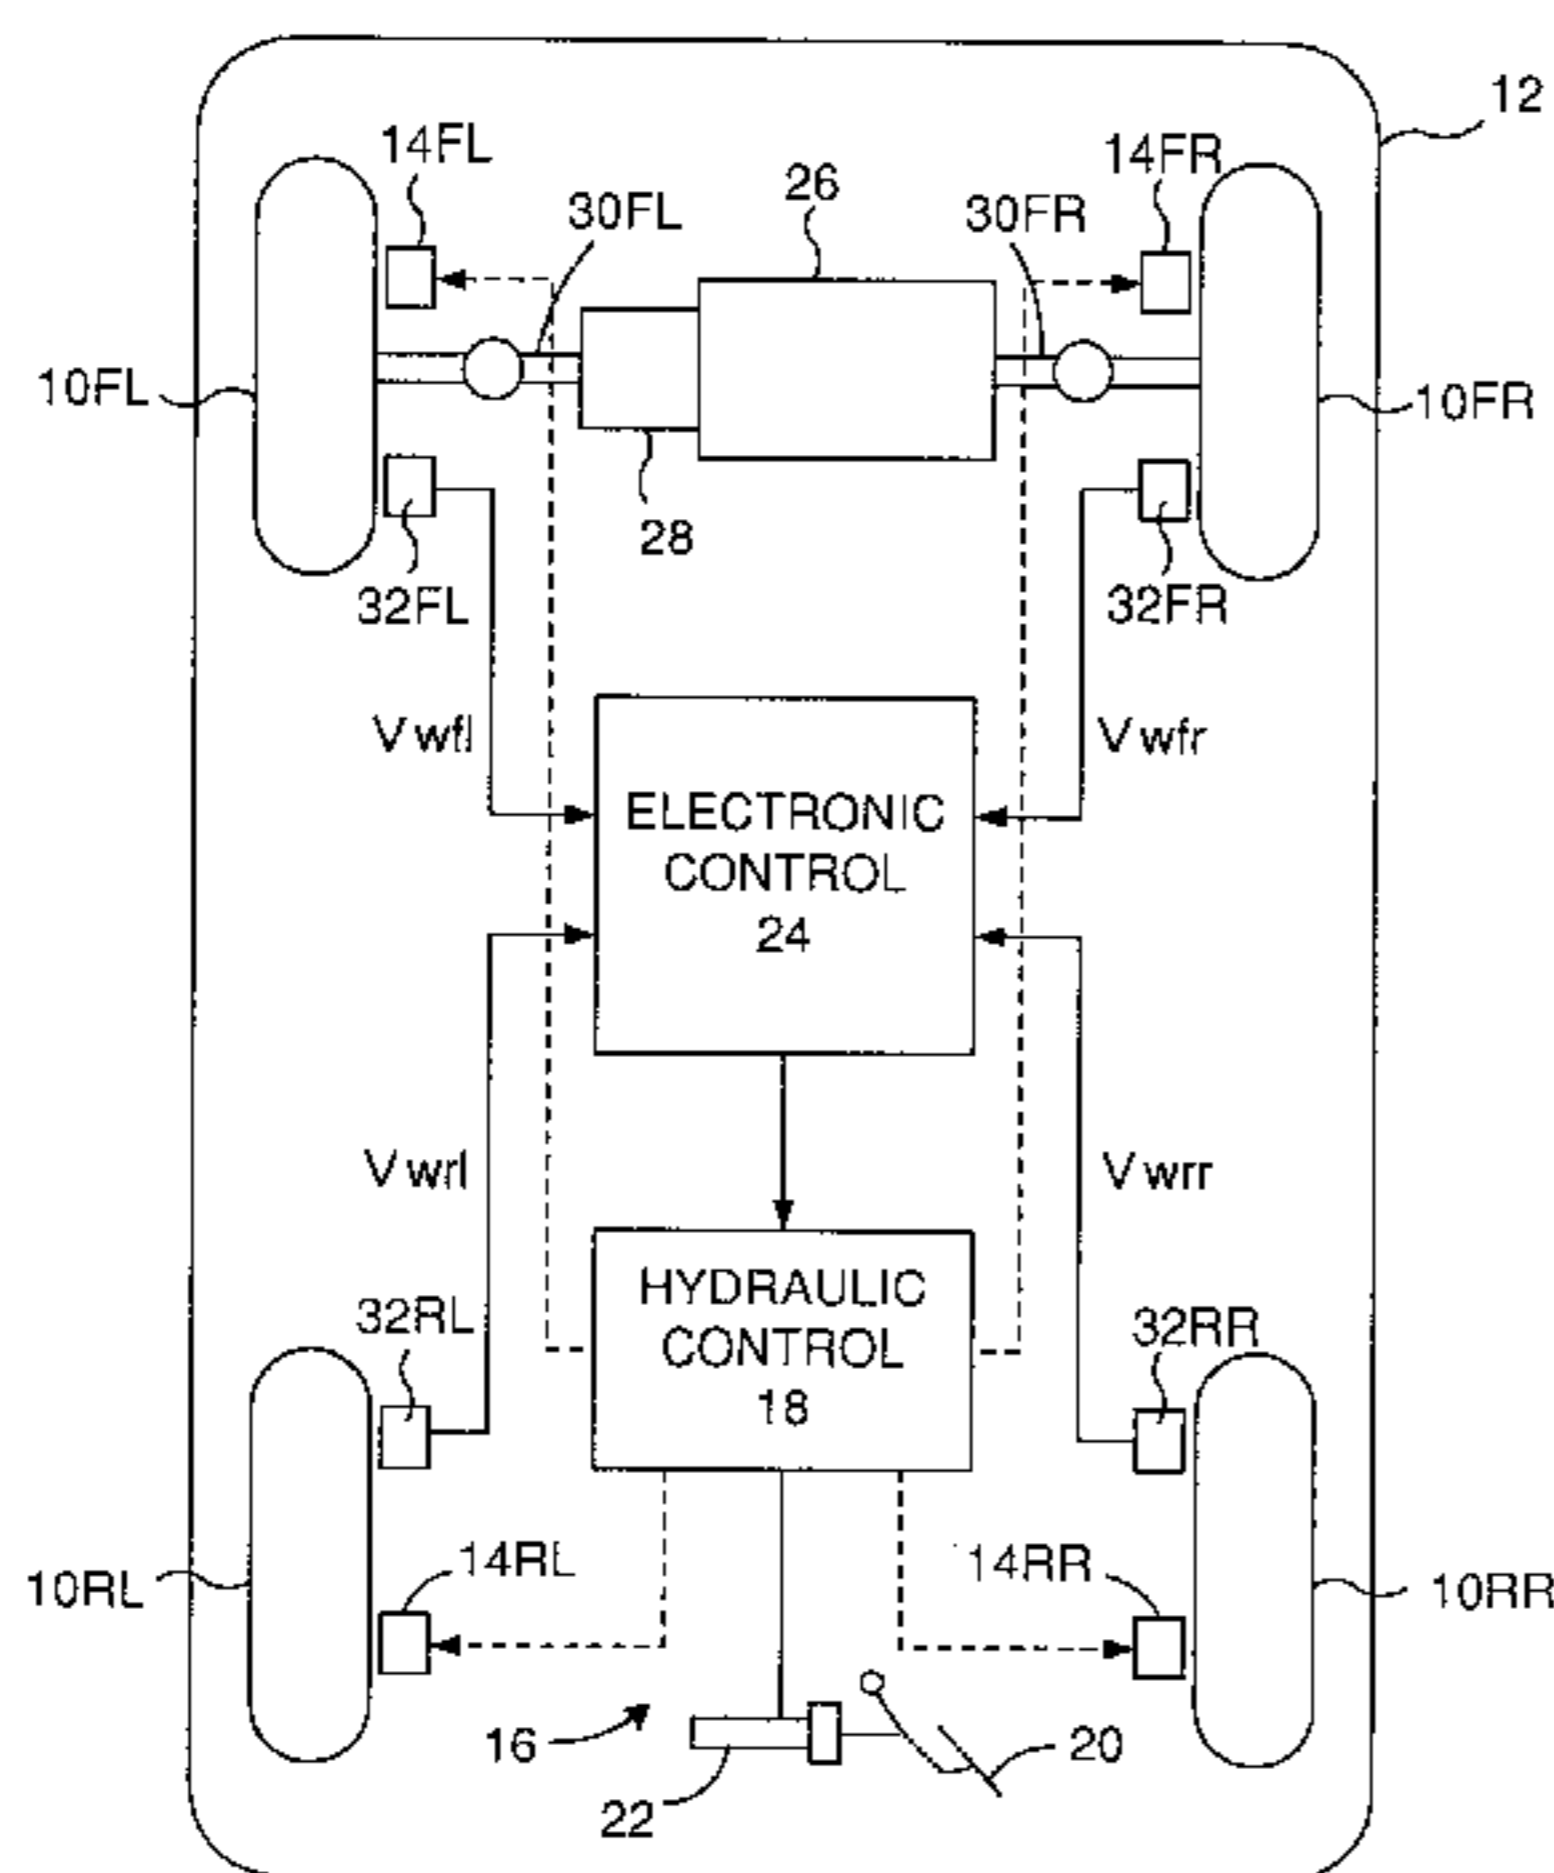 12
14FL
14FR
26
30FL
30FR
10FL
10FR
28
32FL
32FR
V wfl
V wfr
ELECTRONIC
CONTROL
24
V wrl
V wrr
HYDRAULIC
CONTROL
18
32RL
32RR
14RL
14RR
10RL
10RR
16
20
22